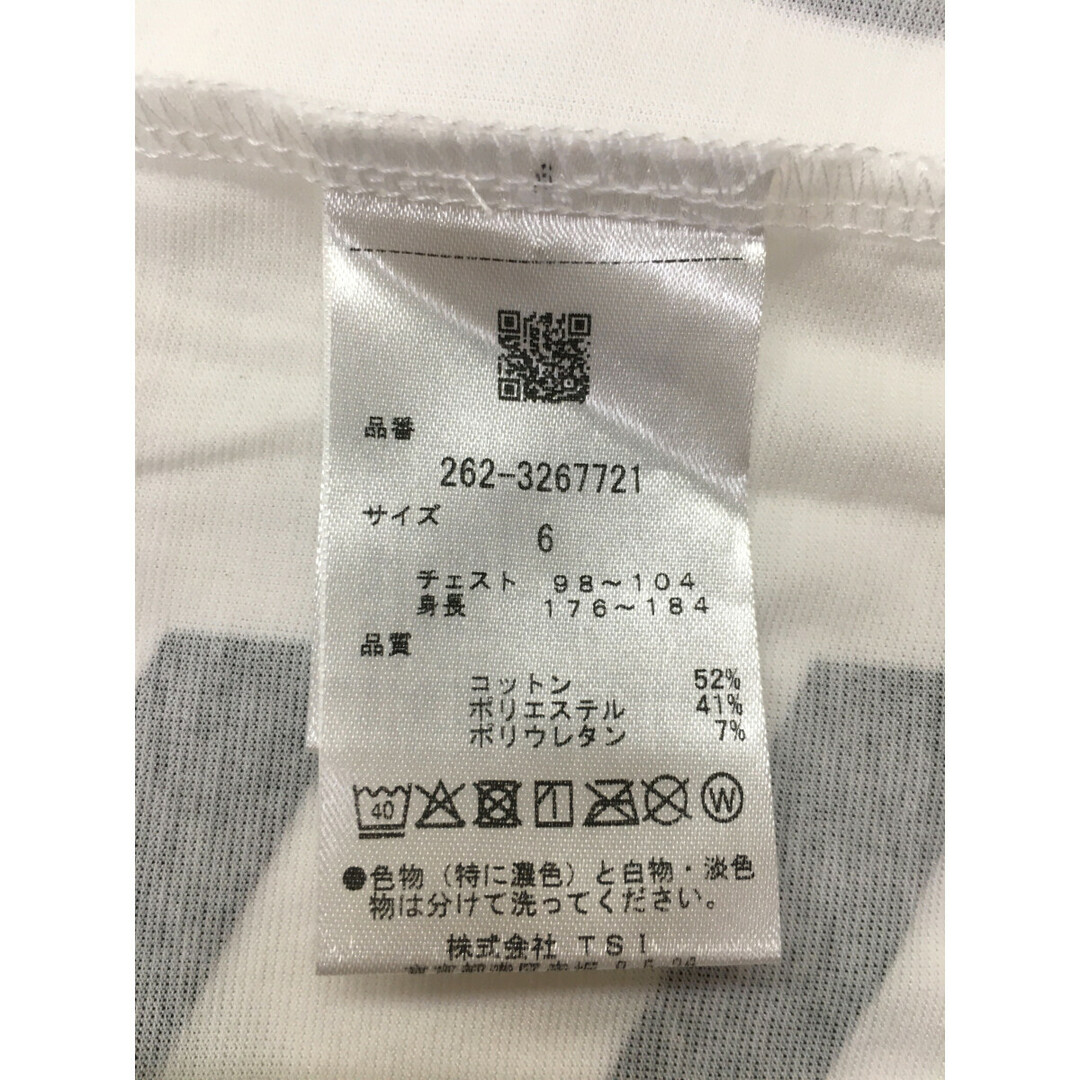 品番
262-3267721
サイズ
6
チェスト 98～104
身長 176～184
品質
コットン 52%
ポリエステル 41%
ポリウレタン 7%
40 W
●色物（特に濃色）と白物・淡色
物は分けて洗ってください。
株式会社 TSI